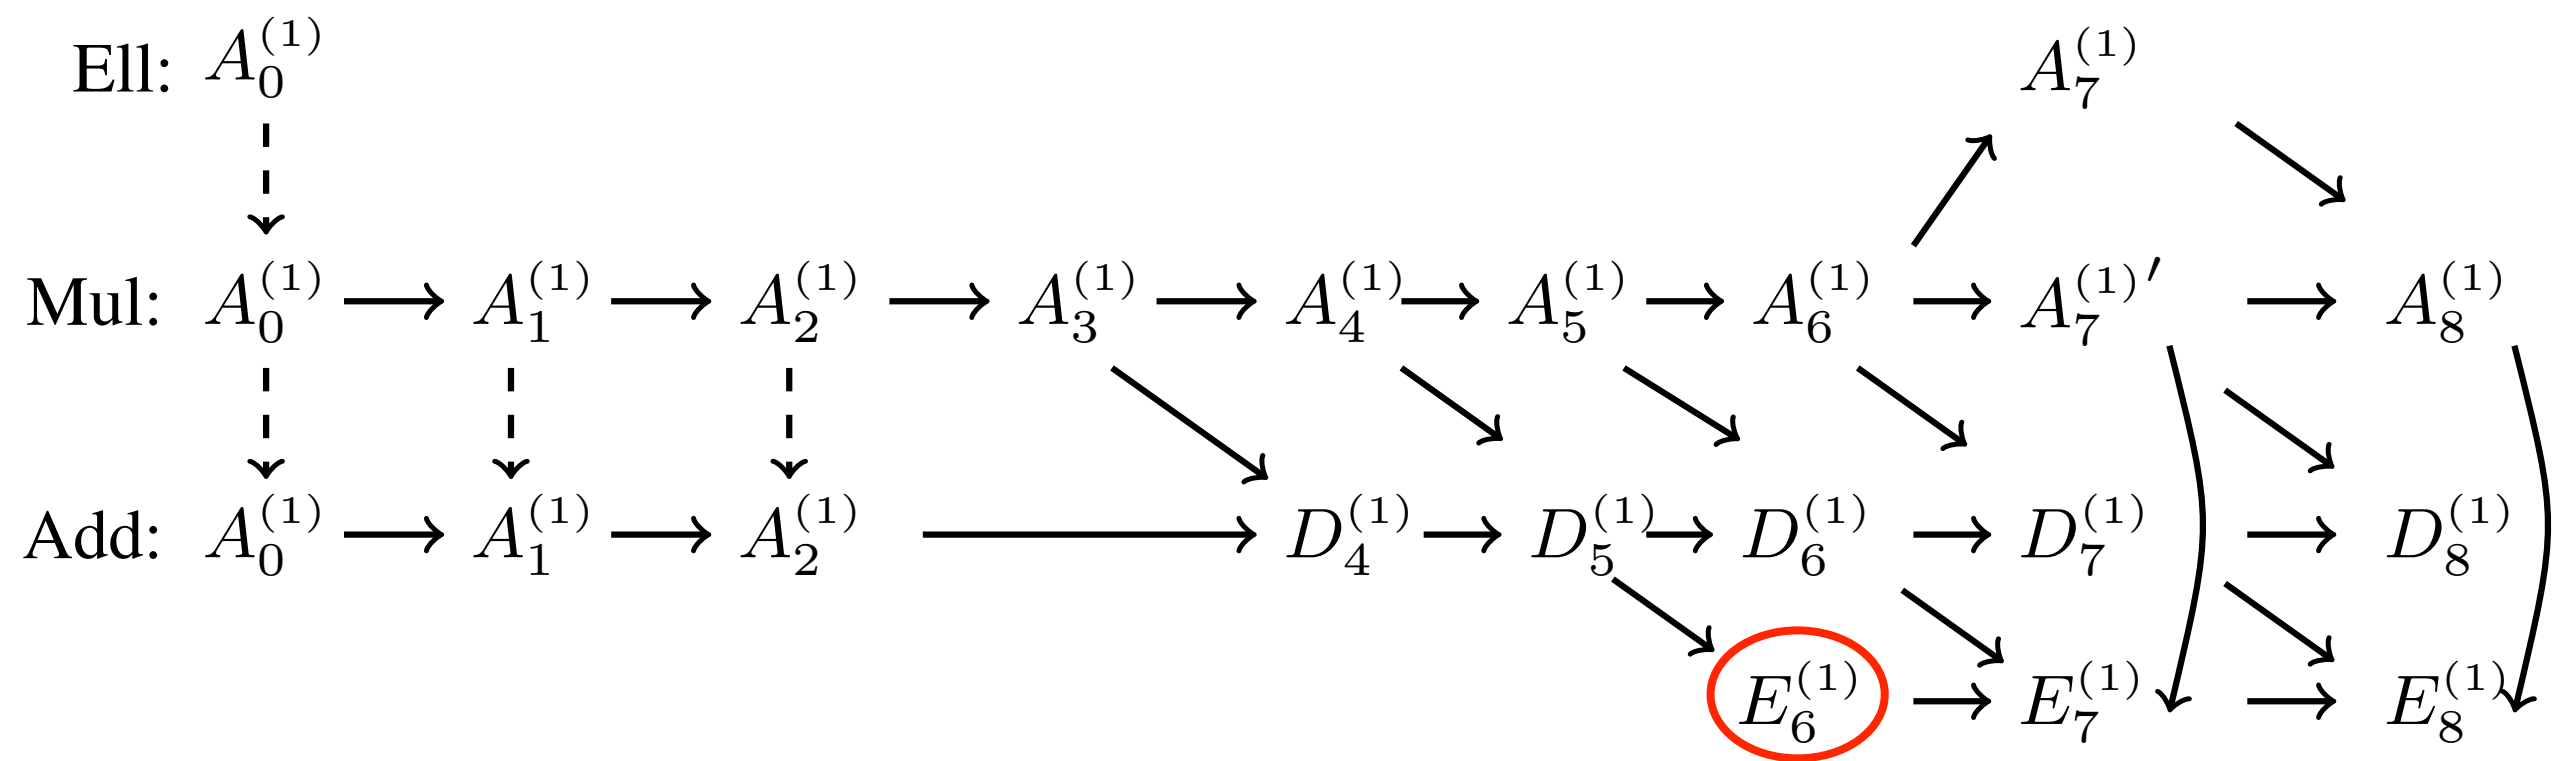 Ell: A_0^{(1)} A_7^{(1)}
Mul: A_0^{(1)} A_1^{(1)} A_2^{(1)} A_3^{(1)} A_4^{(1)} A_5^{(1)} A_6^{(1)} A_7^{(1)}′ A_8^{(1)}
Add: A_0^{(1)} A_1^{(1)} A_2^{(1)} D_4^{(1)} D_5^{(1)} D_6^{(1)} D_7^{(1)} D_8^{(1)}
E_6^{(1)} E_7^{(1)} E_8^{(1)}